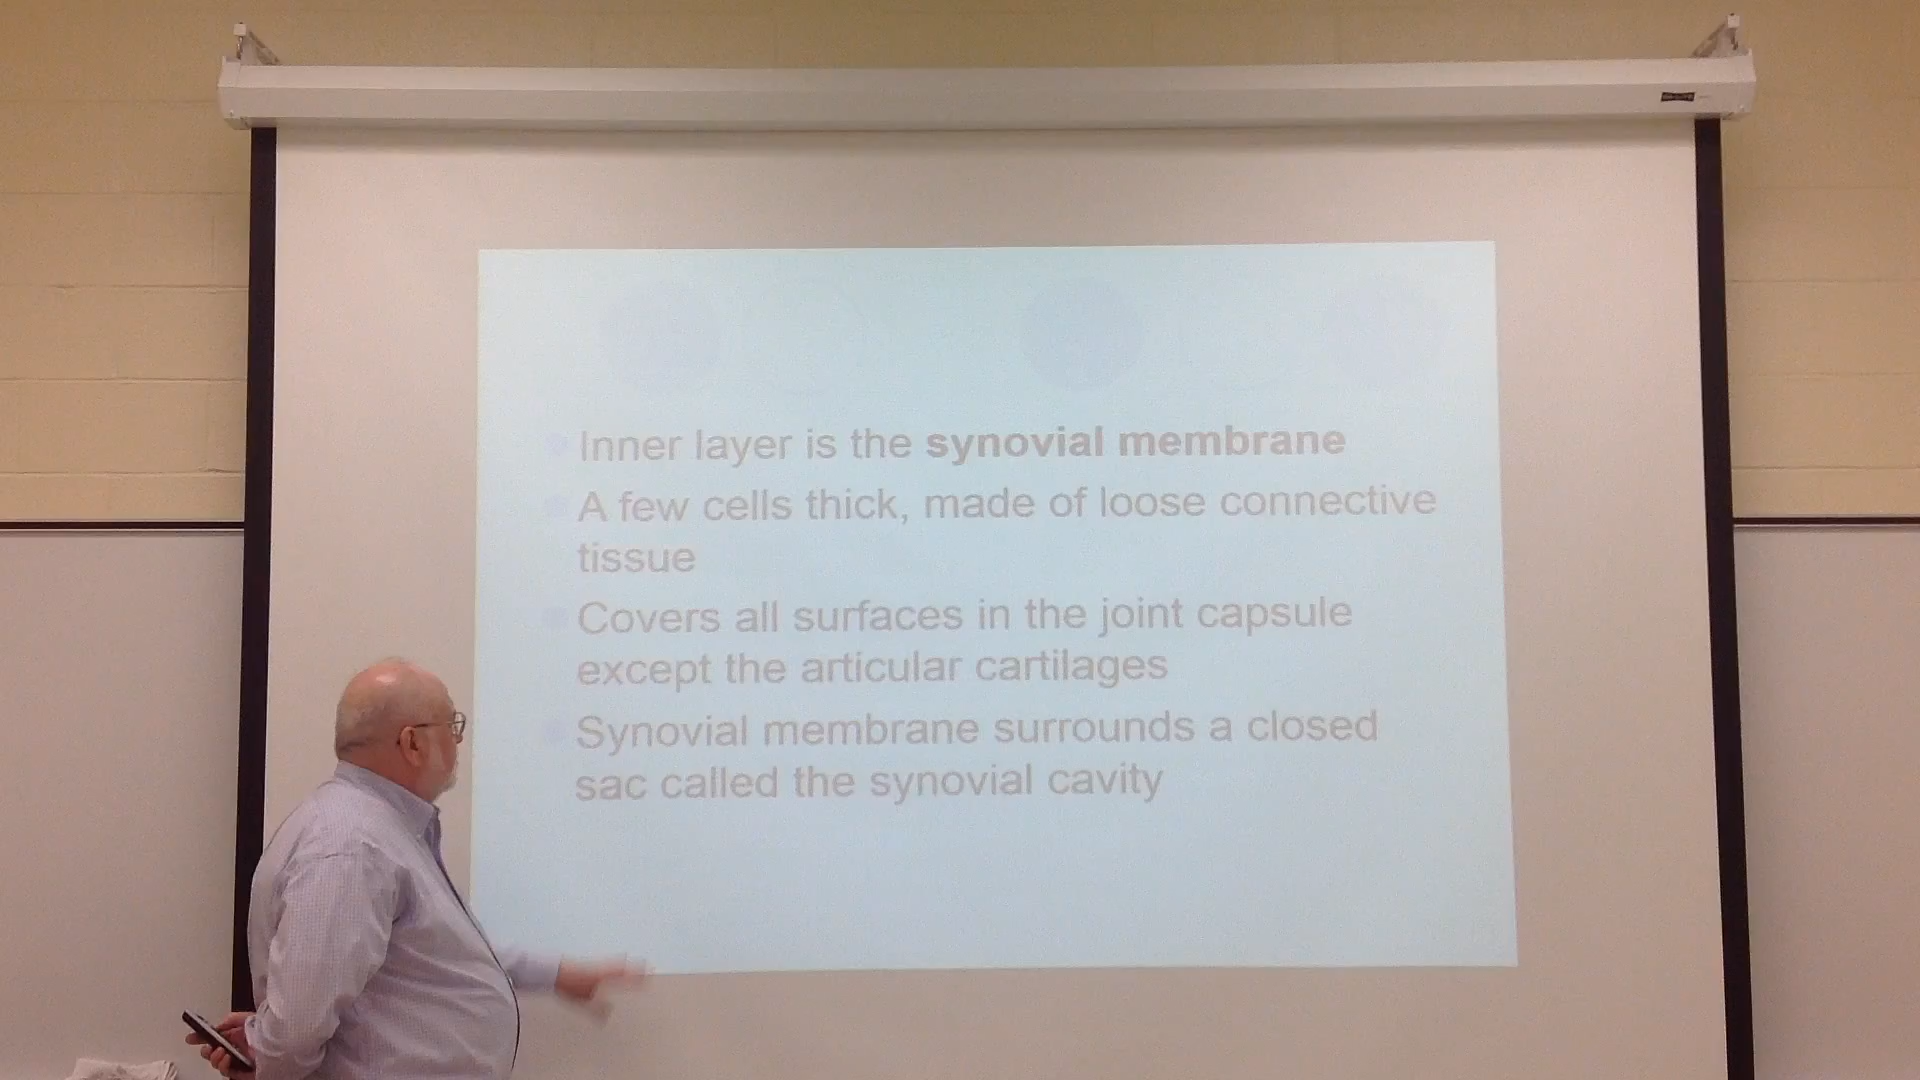 Inner layer is the synovial membrane
A few cells thick, made of loose connective
tissue
Covers all surfaces in the joint capsule
except the articular cartilages
Synovial membrane surrounds a closed
sac called the synovial cavity